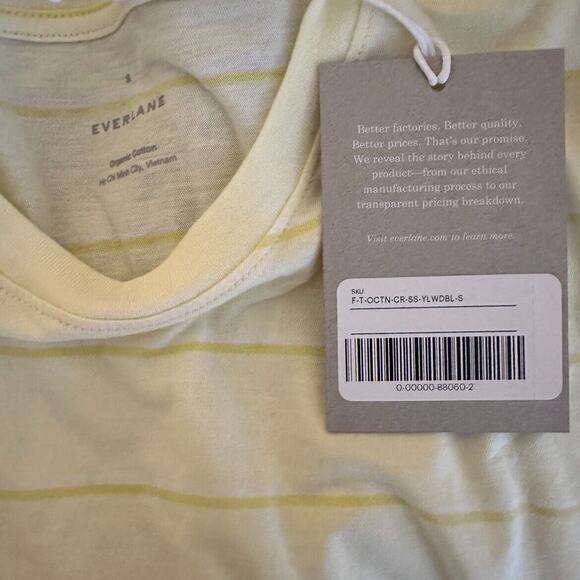 S
EVERLANE
Organic Cotton
Ho Chi Minh City, Vietnam
Better factories. Better quality.
Better prices. That's our promise.
We reveal the story behind every
product—from our ethical
manufacturing process to our
transparent pricing breakdown.
Visit everlane.com to learn more.
SKU
F-T-OCTN-CR-SS-YLWDBL-S
0-00000-88060-2